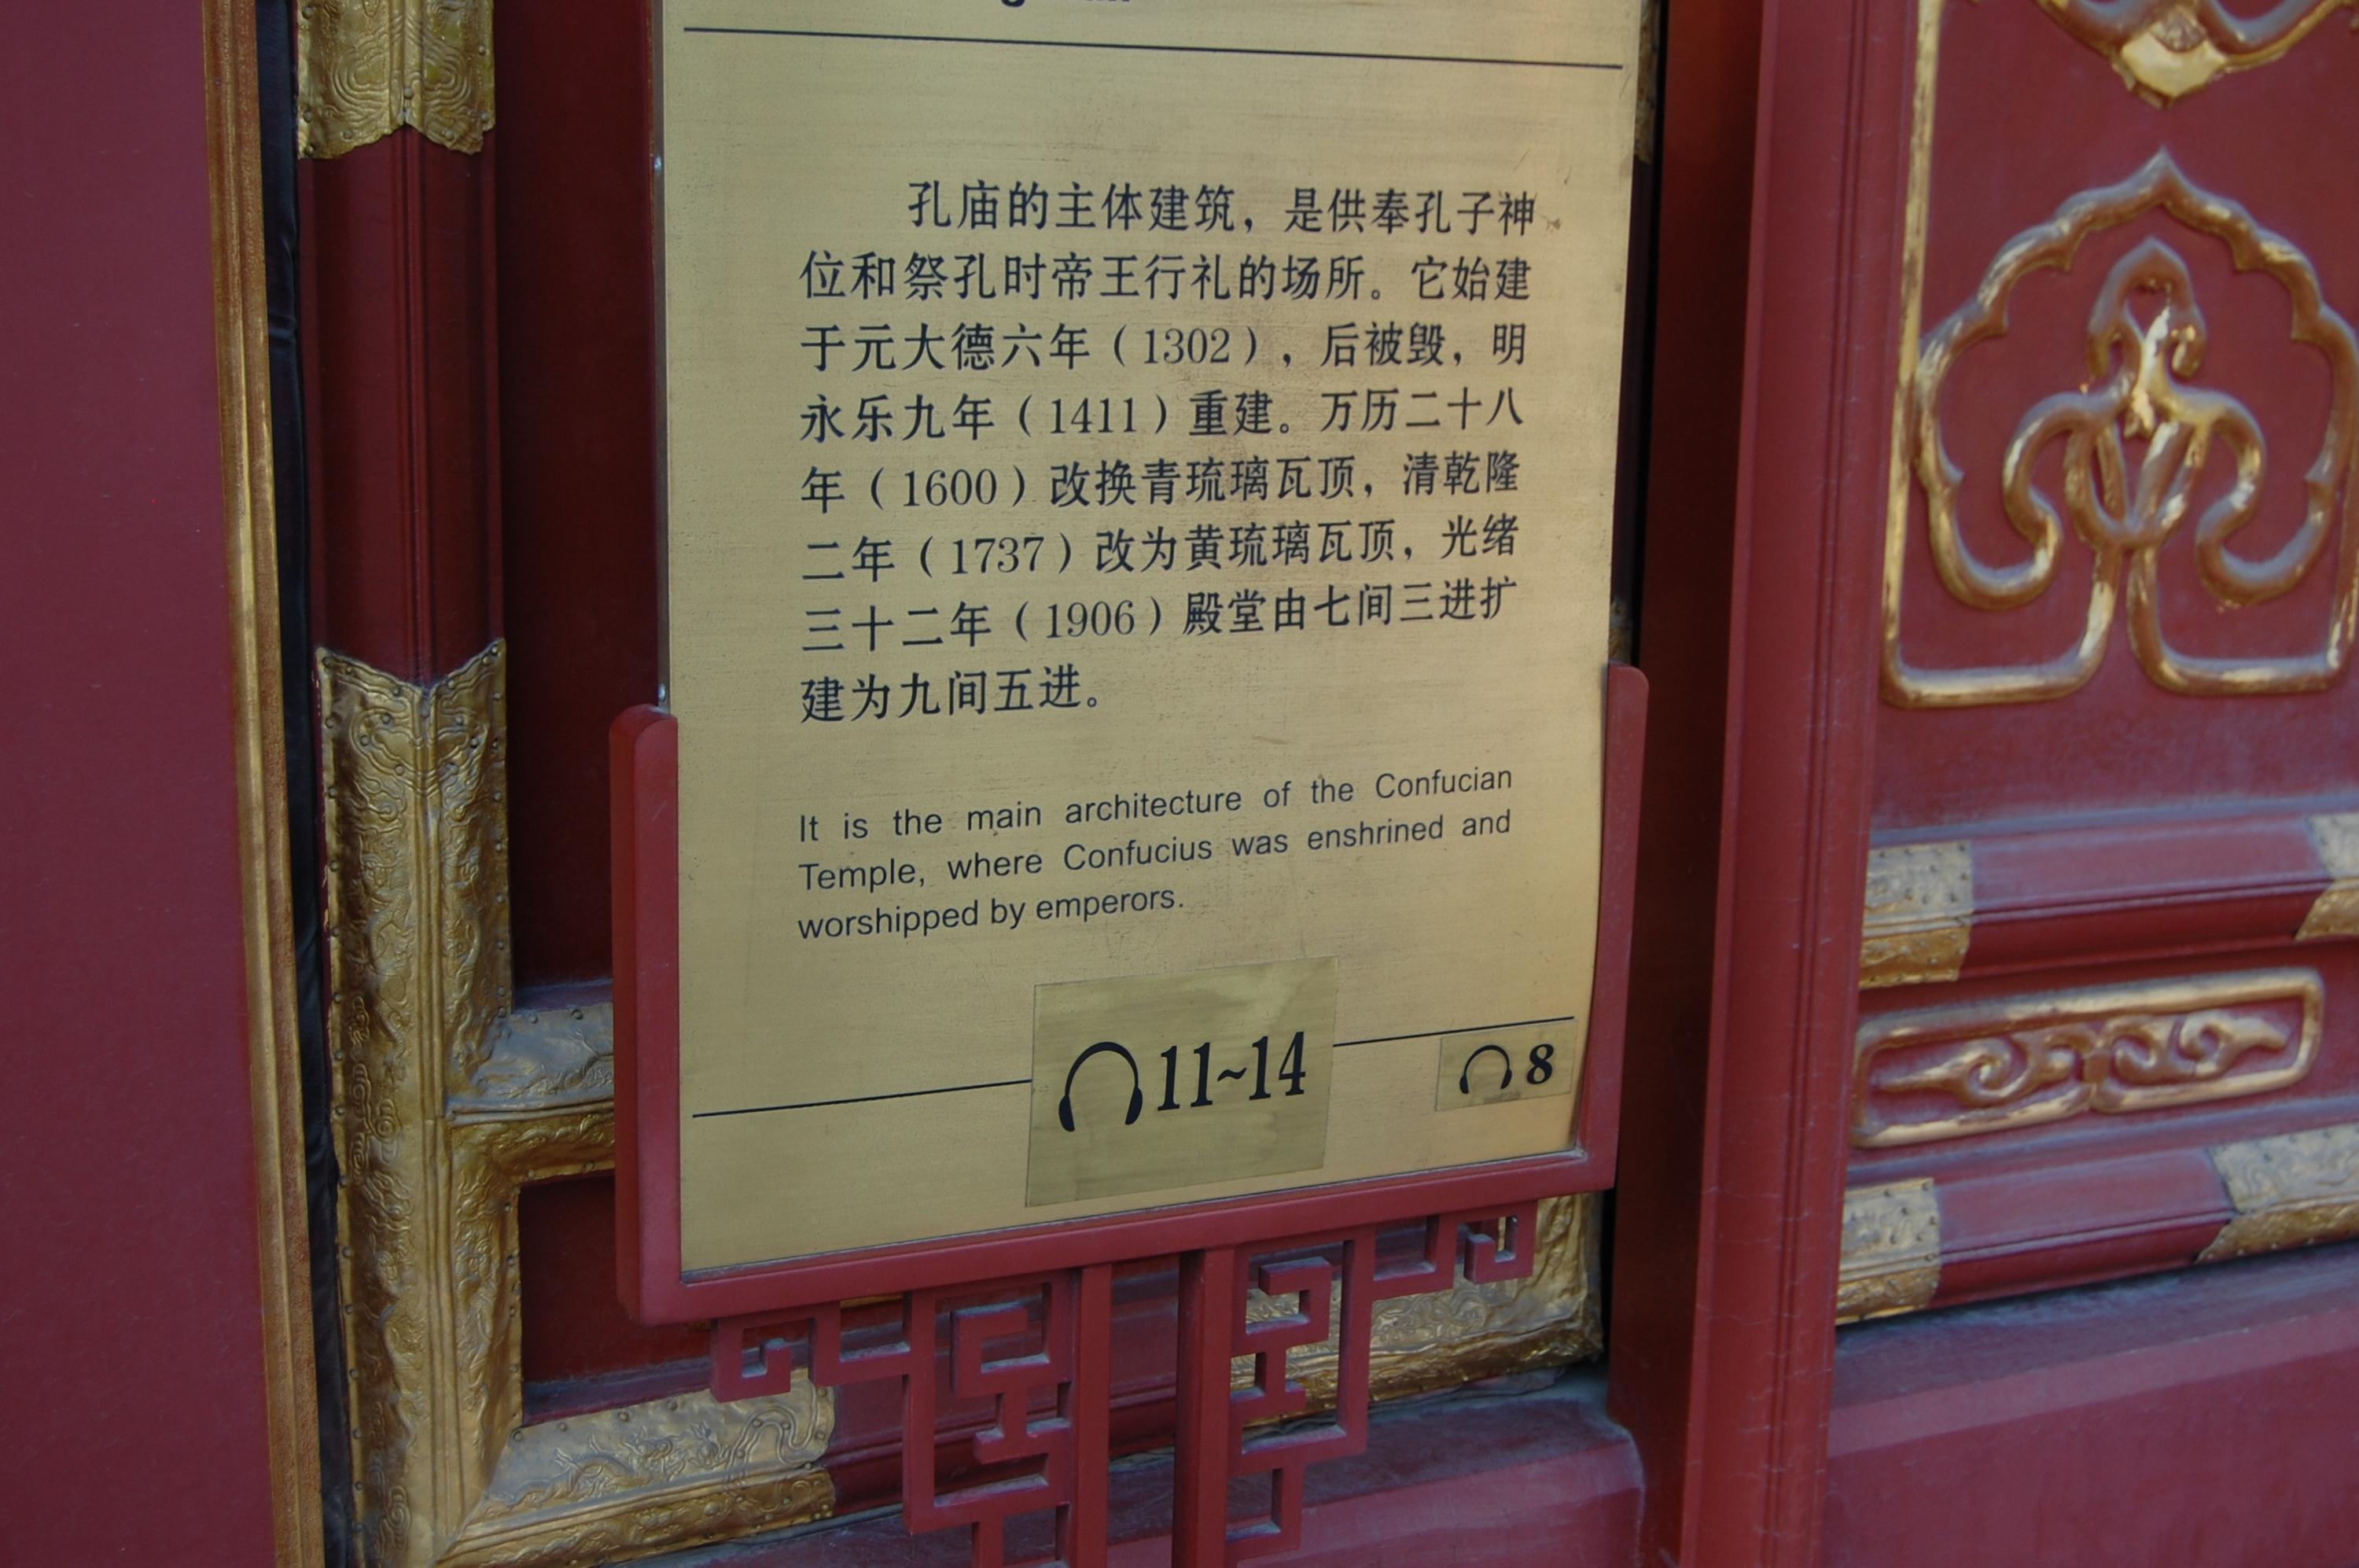 孔庙的主体建筑，是供奉孔子神
位和祭孔时帝王行礼的场所。它始建
于元大德六年（1302），后被毁，明
永乐九年（1411）重建。万历二十八
年（1600）改换青琉璃瓦顶，清乾隆
二年（1737）改为黄琉璃瓦顶，光绪
三十二年（1906）殿堂由七间三进扩
建为九间五进。
It is the main architecture of the Confucian
Temple, where Confucius was enshrined and
worshipped by emperors.
11~14
8